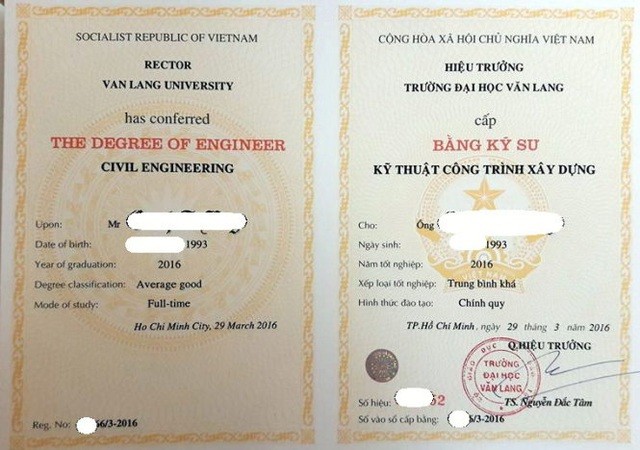 SOCIALIST REPUBLIC OF VIETNAM
RECTOR
VAN LANG UNIVERSITY
has conferred
THE DEGREE OF ENGINEER
CIVIL ENGINEERING
Upon: Mr
Date of birth: 1993
Year of graduation: 2016
Degree classification: Average good
Mode of study: Full-time
Ho Chi Minh City, 29 March 2016
Reg. No: 66/3-2016
CỘNG HÒA XÃ HỘI CHỦ NGHĨA VIỆT NAM
HIỆU TRƯỞNG
TRƯỜNG ĐẠI HỌC VĂN LANG
cấp
BẰNG KỸ SƯ
KỸ THUẬT CÔNG TRÌNH XÂY DỰNG
Cho: Ông
Ngày sinh: 1993
Năm tốt nghiệp: 2016
Xếp loại tốt nghiệp: Trung bình khá
Hình thức đào tạo: Chính quy
TP.Hồ Chí Minh, ngày 29 tháng 3 năm 2016
Q.HIỆU TRƯỞNG
TRƯỜNG
ĐẠI HỌC
VĂN LANG
TS. Nguyễn Đắc Tâm
Số hiệu: 52
Số vào sổ cấp bằng: 6/3-2016